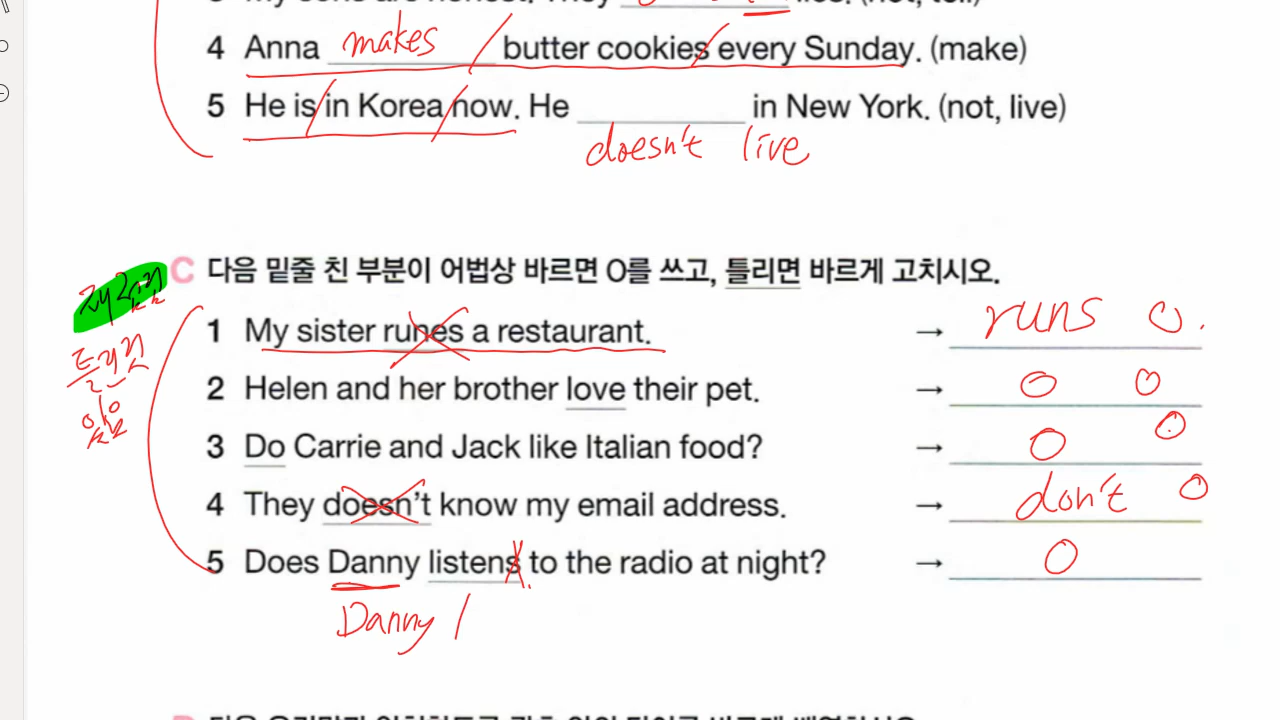 4 Anna makes butter cookies every Sunday. (make)
5 He is in Korea now. He ________ in New York. (not, live)
doesn't live
C 다음 밑줄 친 부분이 어법상 바르면 O를 쓰고, 틀리면 바르게 고치시오.
1 My sister runes a restaurant. → runs O.
틀린것
있음
2 Helen and her brother love their pet. → O O
3 Do Carrie and Jack like Italian food? → O O
4 They doesn't know my email address. → don't O
5 Does Danny listens to the radio at night? → O
Danny l